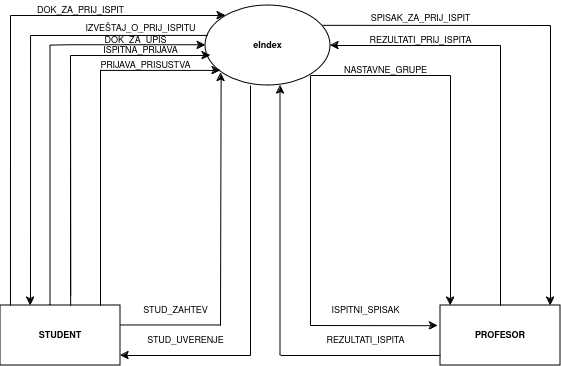 DOK_ZA_PRIJ_ISPIT
SPISAK_ZA_PRIJ_ISPIT
IZVEŠTAJ_O_PRIJ_ISPITU
DOK_ZA_UPIS
REZULTATI_PRIJ_ISPITA
eIndex
ISPITNA_PRIJAVA
PRIJAVA_PRISUSTVA
NASTAVNE_GRUPE
STUD_ZAHTEV
ISPITNI_SPISAK
STUDENT
PROFESOR
STUD_UVERENJE
REZULTATI_ISPITA